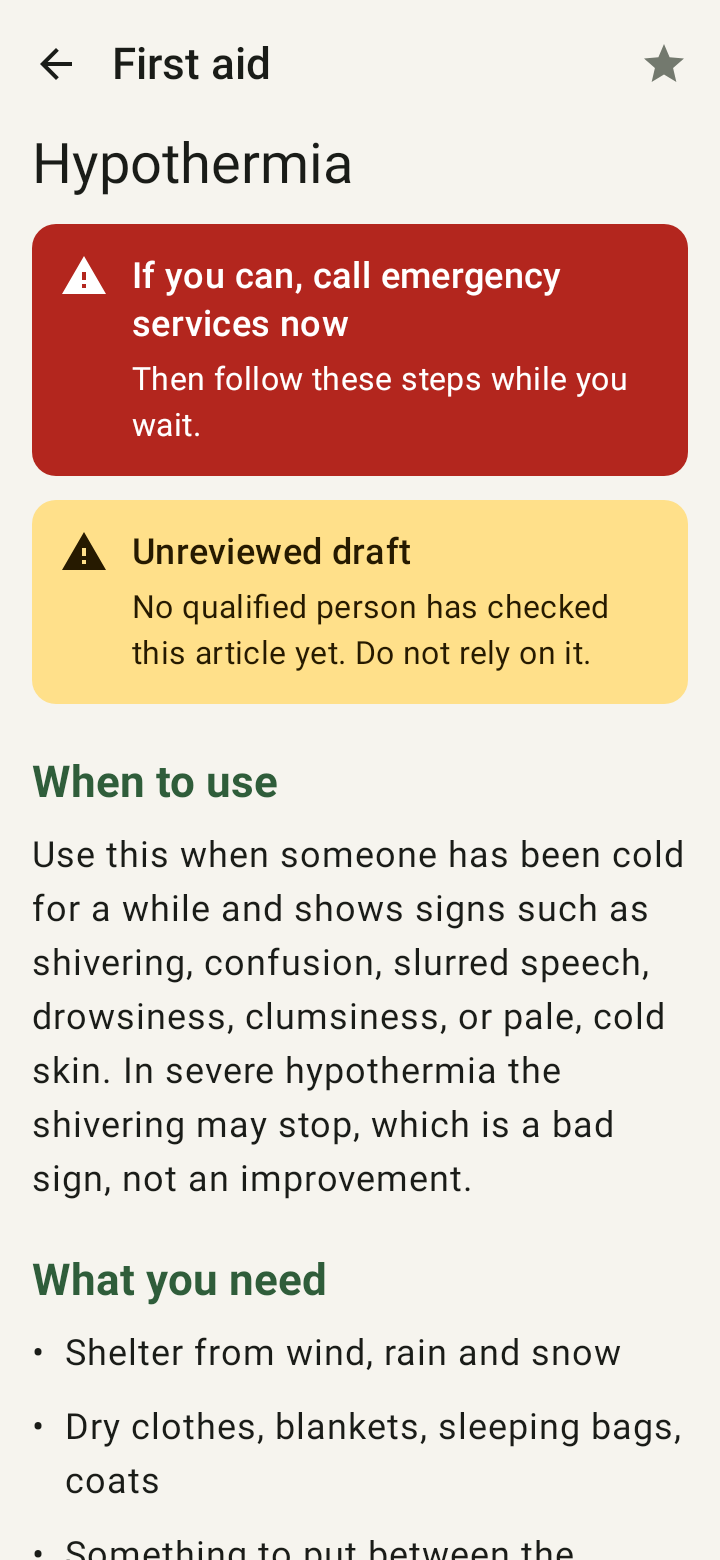 First aid
Hypothermia
If you can, call emergency
services now
Then follow these steps while you
wait.
Unreviewed draft
No qualified person has checked
this article yet. Do not rely on it.
When to use
Use this when someone has been cold
for a while and shows signs such as
shivering, confusion, slurred speech,
drowsiness, clumsiness, or pale, cold
skin. In severe hypothermia the
shivering may stop, which is a bad
sign, not an improvement.
What you need
• Shelter from wind, rain and snow
• Dry clothes, blankets, sleeping bags,
coats
• Something to put between the